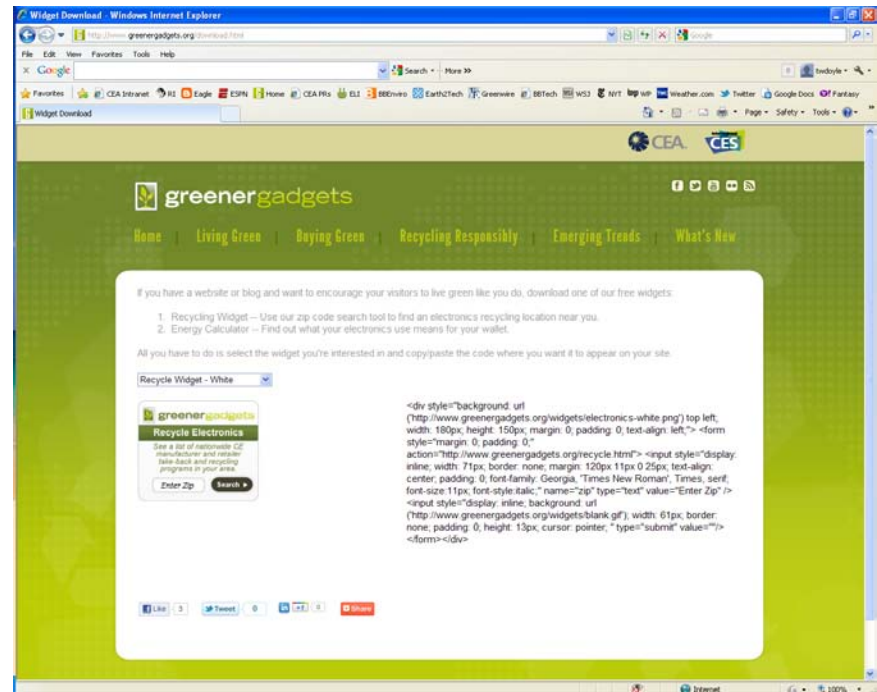 Widget Download - Windows Internet Explorer
http://www.greenergadgets.org/download.html
Google
File Edit View Favorites Tools Help
x Google Search More >> twdoyle
Favorites CEA Intranet RI Eagle ESPN Home CEA PRs ELI BBEnviro Earth2Tech Greenwire BBTech WSJ NYT WP Weather.com Twitter Google Docs Fantasy
Widget Download Page Safety Tools
CEA. CES
greenergadgets
Home | Living Green | Buying Green | Recycling Responsibly | Emerging Trends | What's New
If you have a website or blog and want to encourage your visitors to live green like you do, download one of our free widgets:
1. Recycling Widget -- Use our zip code search tool to find an electronics recycling location near you.
2. Energy Calculator -- Find out what your electronics use means for your wallet.
All you have to do is select the widget you're interested in and copy/paste the code where you want it to appear on your site.
Recycle Widget - White
greenergadgets
Recycle Electronics
See a list of nationwide CE
manufacturer and retailer
take-back and recycling
programs in your area.
Enter Zip Search
<div style="background: url
('http://www.greenergadgets.org/widgets/electronics-white.png') top left;
width: 180px; height: 150px; margin: 0; padding: 0; text-align: left;"> <form
style="margin: 0; padding: 0;"
action="http://www.greenergadgets.org/recycle.html"> <input style="display:
inline; width: 71px; border: none; margin: 120px 11px 0 25px; text-align:
center; padding: 0; font-family: Georgia, 'Times New Roman', Times, serif;
font-size:11px; font-style:italic;" name="zip" type="text" value="Enter Zip" />
<input style="display: inline; background: url
('http://www.greenergadgets.org/widgets/blank.gif'); width: 61px; border:
none; padding: 0; height: 13px; cursor: pointer; " type="submit" value=""/>
</form></div>
Like 3 Tweet 0 +1 0 Share
Internet 100%